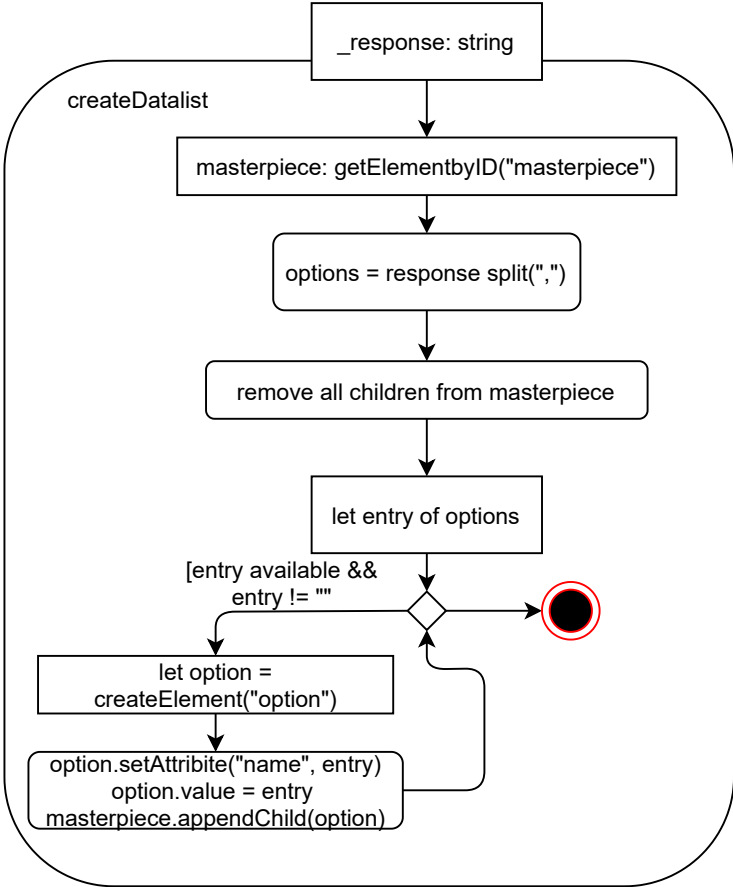 _response: string
createDatalist
masterpiece: getElementbyID("masterpiece")
options = response split(",")
remove all children from masterpiece
let entry of options
[entry available &&
entry != ""
let option =
createElement("option")
option.setAttribite("name", entry)
option.value = entry
masterpiece.appendChild(option)